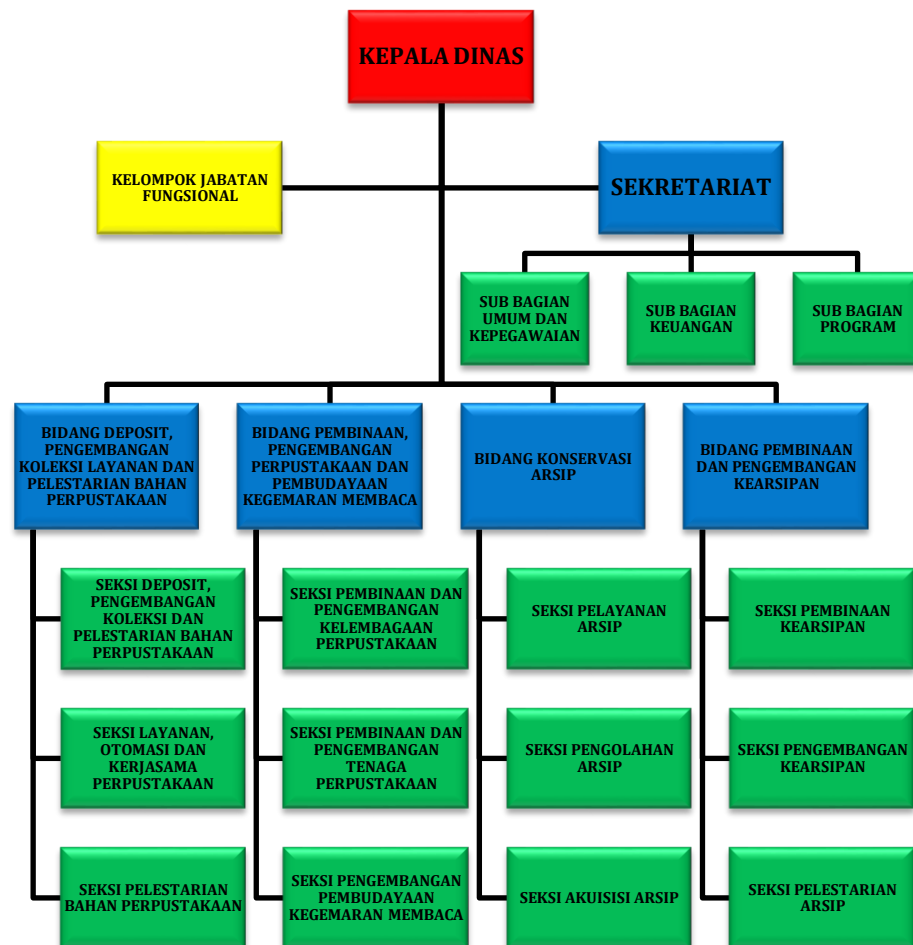 KEPALA DINAS
KELOMPOK JABATAN
FUNGSIONAL
SEKRETARIAT
SUB BAGIAN
UMUM DAN
KEPEGAWAIAN
SUB BAGIAN
KEUANGAN
SUB BAGIAN
PROGRAM
BIDANG DEPOSIT,
PENGEMBANGAN
KOLEKSI LAYANAN DAN
PELESTARIAN BAHAN
PERPUSTAKAAN
BIDANG PEMBINAAN,
PENGEMBANGAN
PERPUSTAKAAN DAN
PEMBUDAYAAN
KEGEMARAN MEMBACA
BIDANG KONSERVASI
ARSIP
BIDANG PEMBINAAN
DAN PENGEMBANGAN
KEARSIPAN
SEKSI DEPOSIT,
PENGEMBANGAN
KOLEKSI DAN
PELESTARIAN BAHAN
PERPUSTAKAAN
SEKSI PEMBINAAN DAN
PENGEMBANGAN
KELEMBAGAAN
PERPUSTAKAAN
SEKSI PELAYANAN
ARSIP
SEKSI PEMBINAAN
KEARSIPAN
SEKSI LAYANAN,
OTOMASI DAN
KERJASAMA
PERPUSTAKAAN
SEKSI PEMBINAAN DAN
PENGEMBANGAN
TENAGA
PERPUSTAKAAN
SEKSI PENGOLAHAN
ARSIP
SEKSI PENGEMBANGAN
KEARSIPAN
SEKSI PELESTARIAN
BAHAN PERPUSTAKAAN
SEKSI PENGEMBANGAN
PEMBUDAYAAN
KEGEMARAN MEMBACA
SEKSI AKUISISI ARSIP
SEKSI PELESTARIAN
ARSIP